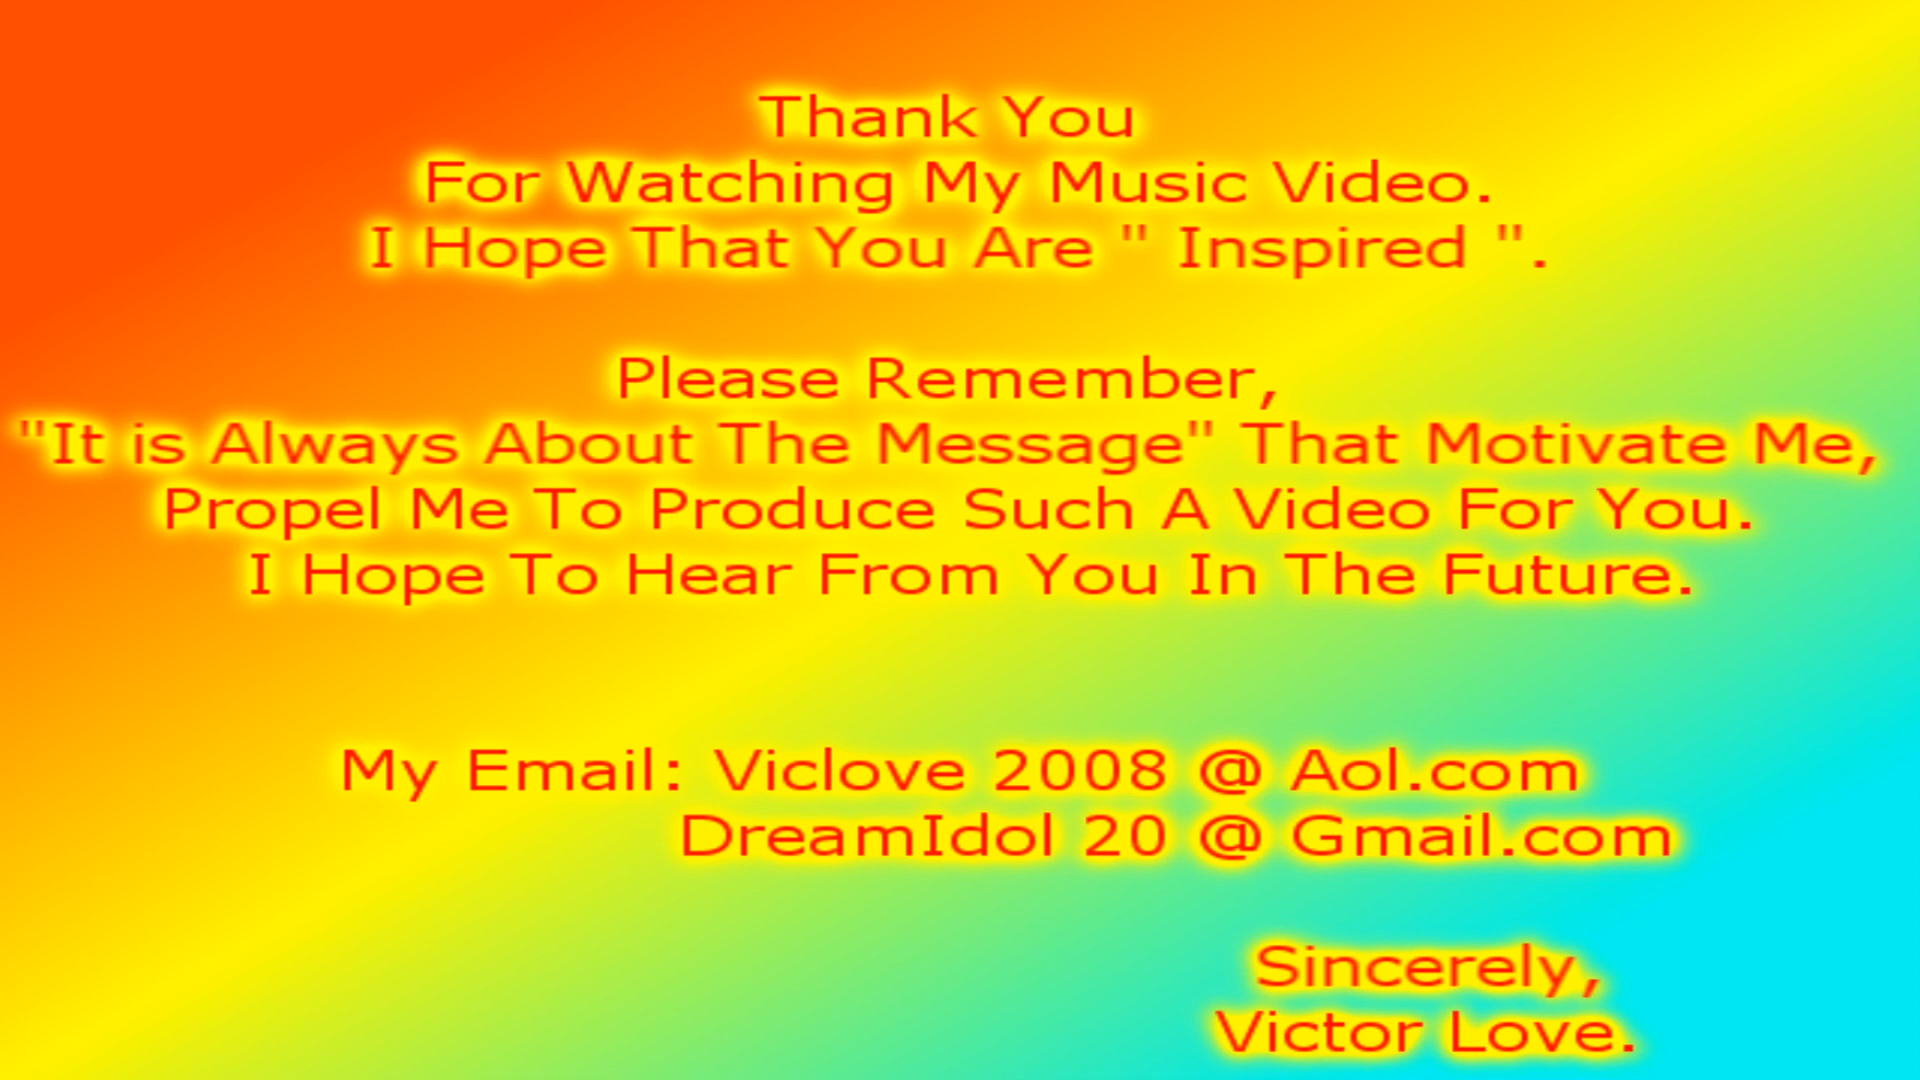 Thank You
For Watching My Music Video.
I Hope That You Are " Inspired ".
Please Remember,
"It is Always About The Message" That Motivate Me,
Propel Me To Produce Such A Video For You.
I Hope To Hear From You In The Future.
My Email: Viclove 2008 @ Aol.com
DreamIdol 20 @ Gmail.com
Sincerely,
Victor Love.